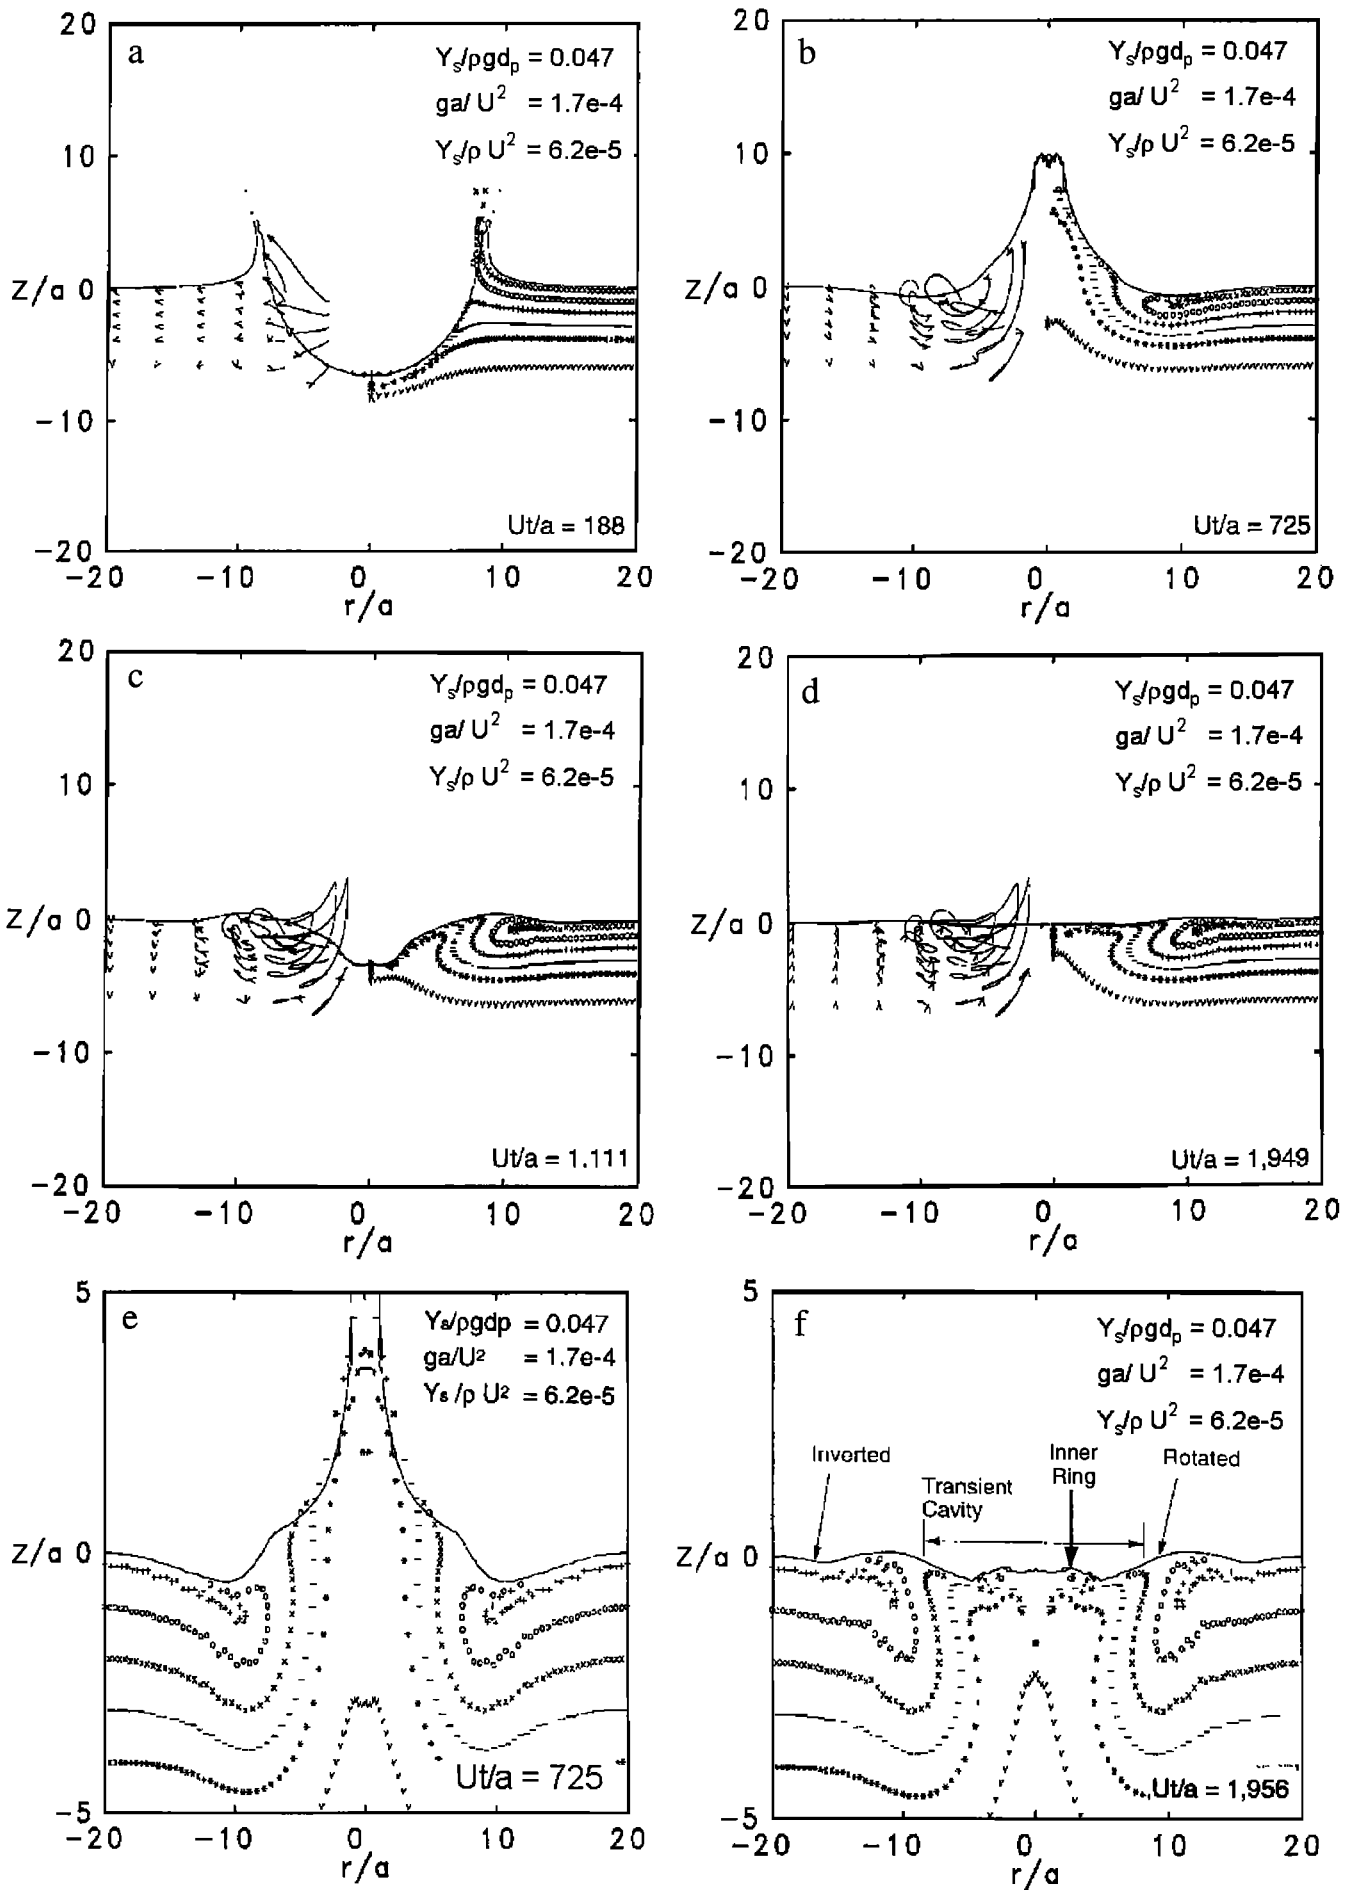 20
a
Y_s/ρgd_p = 0.047
ga/ U^2 = 1.7e-4
Y_s/ρ U^2 = 6.2e-5
10
Z/a 0
-10
Ut/a = 188
-20
-20 -10 0 10 20
r/a
20
b
Y_s/ρgd_p = 0.047
ga/ U^2 = 1.7e-4
Y_s/ρ U^2 = 6.2e-5
10
Z/a 0
-10
Ut/a = 725
-20
-20 -10 0 10 20
r/a
20
c
Y_s/ρgd_p = 0.047
ga/ U^2 = 1.7e-4
Y_s/ρ U^2 = 6.2e-5
10
Z/a 0
-10
Ut/a = 1.111
-20
-20 -10 0 10 20
r/a
20
d
Y_s/ρgd_p = 0.047
ga/ U^2 = 1.7e-4
Y_s/ρ U^2 = 6.2e-5
10
Z/a 0
-10
Ut/a = 1,949
-20
-20 -10 0 10 20
r/a
5
e
Ys/ρgdp = 0.047
ga/U2 = 1.7e-4
Ys/ρ U2 = 6.2e-5
Z/a 0
Ut/a = 725
-5
-20 -10 0 10 20
r/a
5
f
Y_s/ρgd_p = 0.047
ga/ U^2 = 1.7e-4
Y_s/ρ U^2 = 6.2e-5
Inverted
Transient
Cavity
Inner
Ring
Rotated
Z/a 0
Ut/a = 1,956
-5
-20 -10 0 10 20
r/a